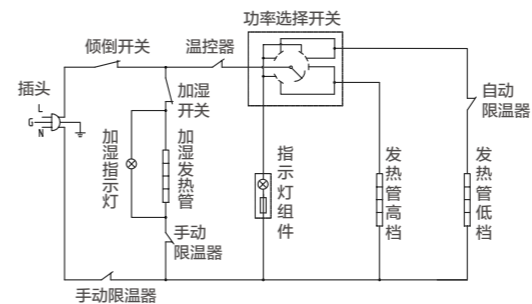 功率选择开关
倾倒开关
温控器
插头
L
G
N
加湿
开关
自动
限温器
加湿指示灯
加湿发热管
指示灯组件
发热管高档
发热管低档
手动
限温器
手动限温器